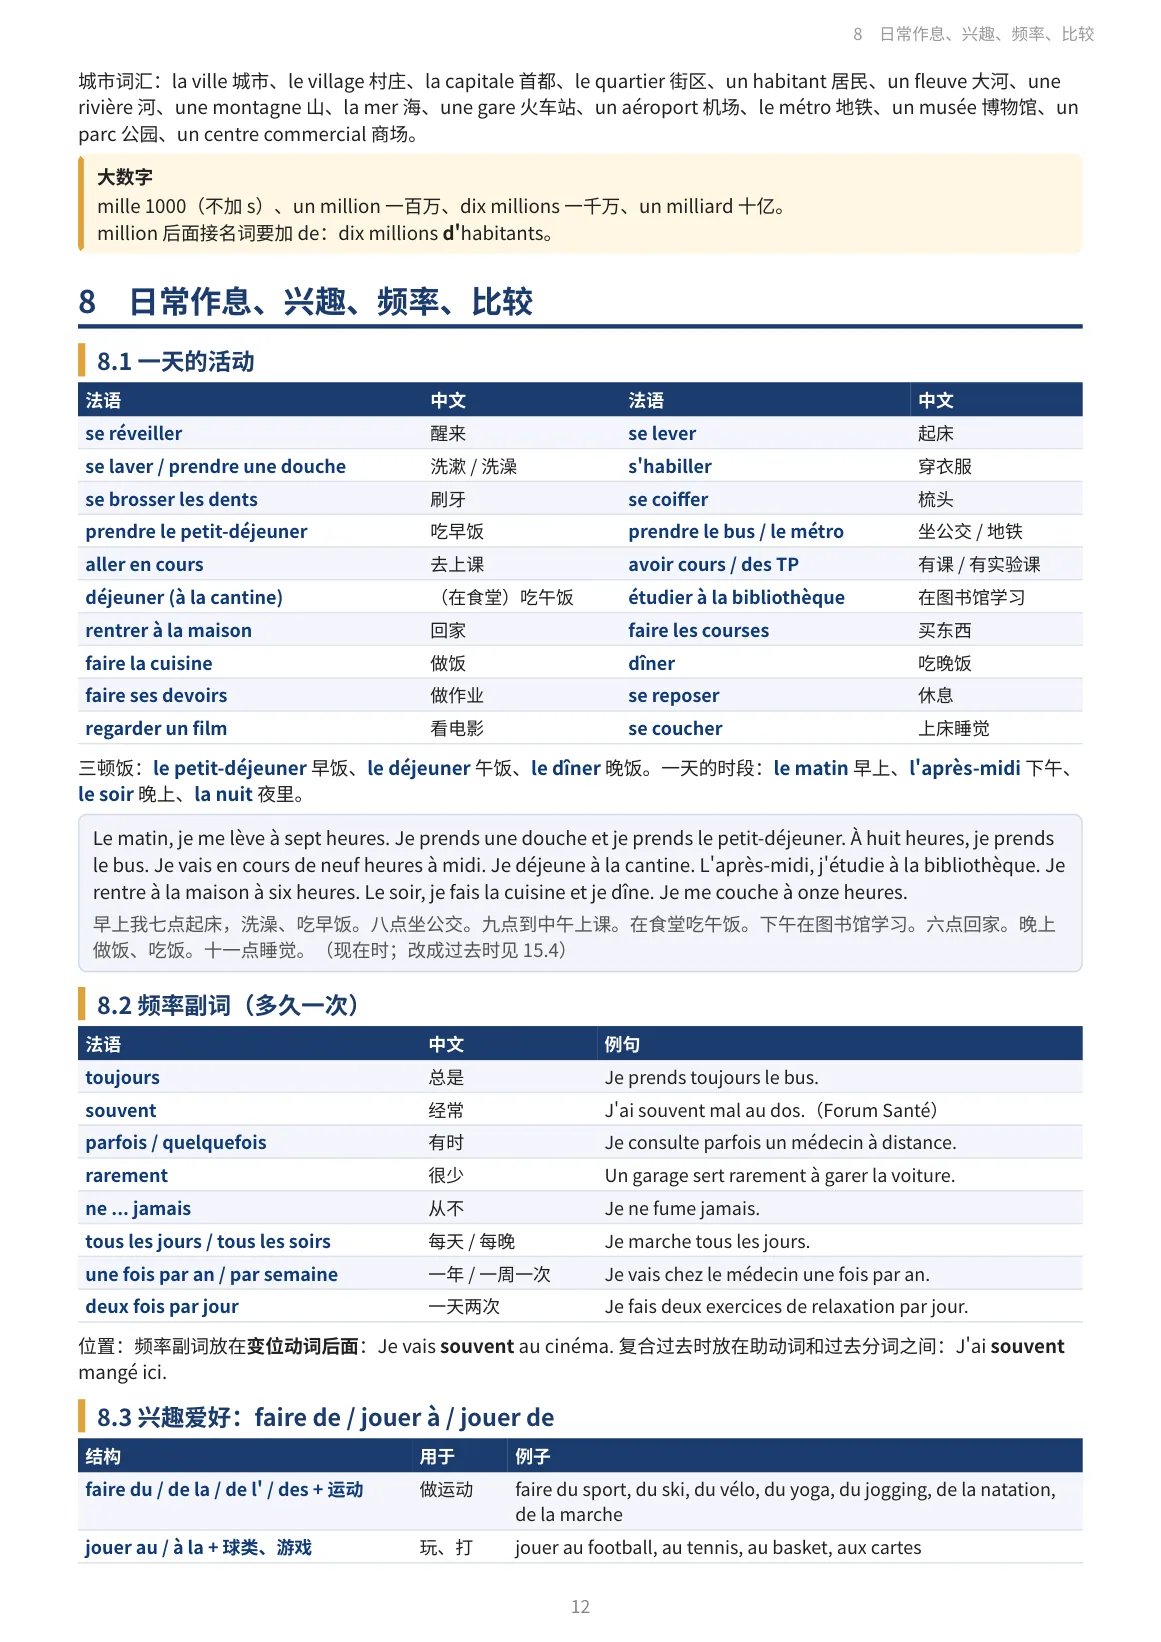 8 日常作息、兴趣、频率、比较
城市词汇：la ville 城市、le village 村庄、la capitale 首都、le quartier 街区、un habitant 居民、un fleuve 大河、une
rivière 河、une montagne 山、la mer 海、une gare 火车站、un aéroport 机场、le métro 地铁、un musée 博物馆、un
parc 公园、un centre commercial 商场。
大数字
mille 1000（不加 s）、un million 一百万、dix millions 一千万、un milliard 十亿。
million 后面接名词要加 de：dix millions d'habitants。
8 日常作息、兴趣、频率、比较
8.1 一天的活动
法语 中文 法语 中文
se réveiller 醒来 se lever 起床
se laver / prendre une douche 洗漱 / 洗澡 s'habiller 穿衣服
se brosser les dents 刷牙 se coiffer 梳头
prendre le petit-déjeuner 吃早饭 prendre le bus / le métro 坐公交 / 地铁
aller en cours 去上课 avoir cours / des TP 有课 / 有实验课
déjeuner (à la cantine) （在食堂）吃午饭 étudier à la bibliothèque 在图书馆学习
rentrer à la maison 回家 faire les courses 买东西
faire la cuisine 做饭 dîner 吃晚饭
faire ses devoirs 做作业 se reposer 休息
regarder un film 看电影 se coucher 上床睡觉
三顿饭：le petit-déjeuner 早饭、le déjeuner 午饭、le dîner 晚饭。一天的时段：le matin 早上、l'après-midi 下午、
le soir 晚上、la nuit 夜里。
Le matin, je me lève à sept heures. Je prends une douche et je prends le petit-déjeuner. À huit heures, je prends
le bus. Je vais en cours de neuf heures à midi. Je déjeune à la cantine. L'après-midi, j'étudie à la bibliothèque. Je
rentre à la maison à six heures. Le soir, je fais la cuisine et je dîne. Je me couche à onze heures.
早上我七点起床，洗澡、吃早饭。八点坐公交。九点到中午上课。在食堂吃午饭。下午在图书馆学习。六点回家。晚上
做饭、吃饭。十一点睡觉。（现在时；改成过去时见 15.4）
8.2 频率副词（多久一次）
法语 中文 例句
toujours 总是 Je prends toujours le bus.
souvent 经常 J'ai souvent mal au dos.（Forum Santé）
parfois / quelquefois 有时 Je consulte parfois un médecin à distance.
rarement 很少 Un garage sert rarement à garer la voiture.
ne ... jamais 从不 Je ne fume jamais.
tous les jours / tous les soirs 每天 / 每晚 Je marche tous les jours.
une fois par an / par semaine 一年 / 一周一次 Je vais chez le médecin une fois par an.
deux fois par jour 一天两次 Je fais deux exercices de relaxation par jour.
位置：频率副词放在变位动词后面：Je vais souvent au cinéma. 复合过去时放在助动词和过去分词之间：J'ai souvent
mangé ici.
8.3 兴趣爱好：faire de / jouer à / jouer de
结构 用于 例子
faire du / de la / de l' / des + 运动 做运动 faire du sport, du ski, du vélo, du yoga, du jogging, de la natation,
de la marche
jouer au / à la + 球类、游戏 玩、打 jouer au football, au tennis, au basket, aux cartes
12